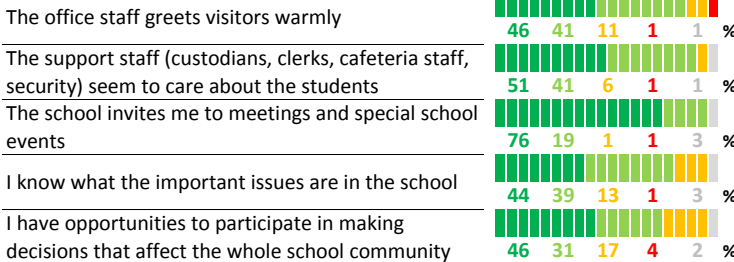 The office staff greets visitors warmly
46 41 11 1 1 %
The support staff (custodians, clerks, cafeteria staff,
security) seem to care about the students
51 41 6 1 1 %
The school invites me to meetings and special school
events
76 19 1 1 3 %
I know what the important issues are in the school
44 39 13 1 3 %
I have opportunities to participate in making
decisions that affect the whole school community
46 31 17 4 2 %